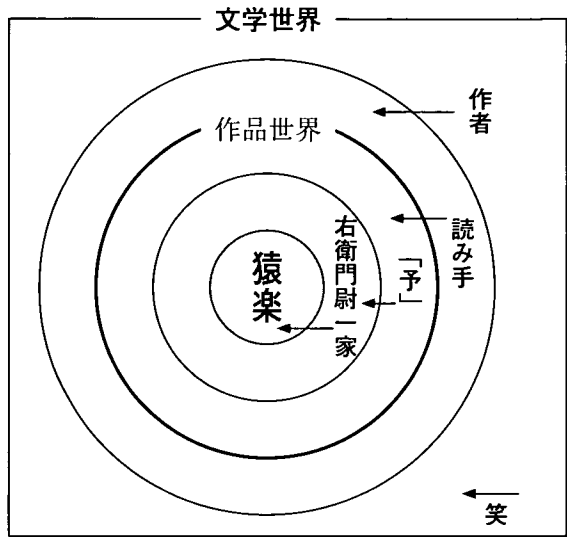 文学世界
作品世界
作者
読み手
「予」
右衛門尉一家
猿楽
笑